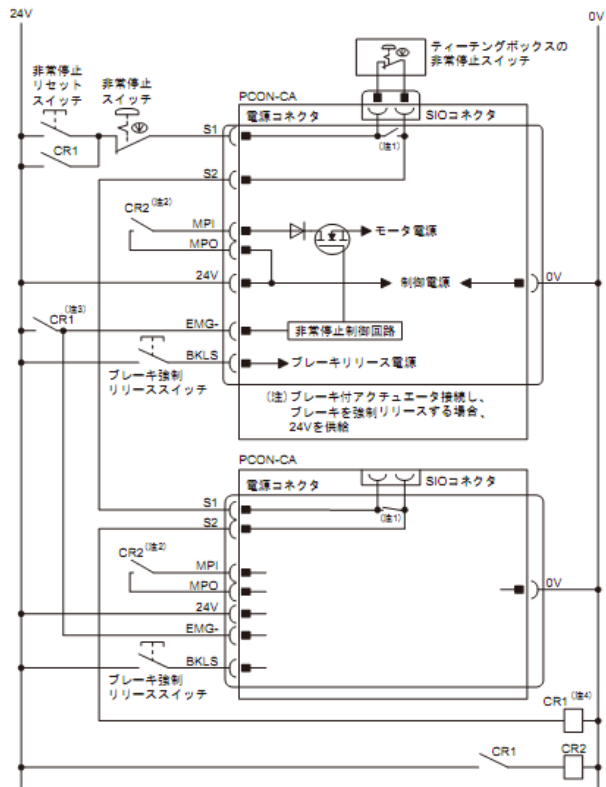 24V
0V
ティーチングボックスの
非常停止スイッチ
非常停止
リセット
スイッチ
非常停止
スイッチ
PCON-CA
電源コネクタ
SIOコネクタ
S1
(注1)
CR1
S2
CR2(注2)
MPI
モータ電源
MPO
24V
制御電源
0V
CR1(注3)
EMG-
非常停止制御回路
BKLS
ブレーキリリース電源
ブレーキ強制
リリーススイッチ
(注)ブレーキ付アクチュエータ接続し、
ブレーキを強制リリースする場合、
24Vを供給
PCON-CA
電源コネクタ
SIOコネクタ
S1
(注1)
S2
CR2(注2)
MPI
MPO
0V
24V
EMG-
BKLS
ブレーキ強制
リリーススイッチ
CR1(注4)
CR1
CR2